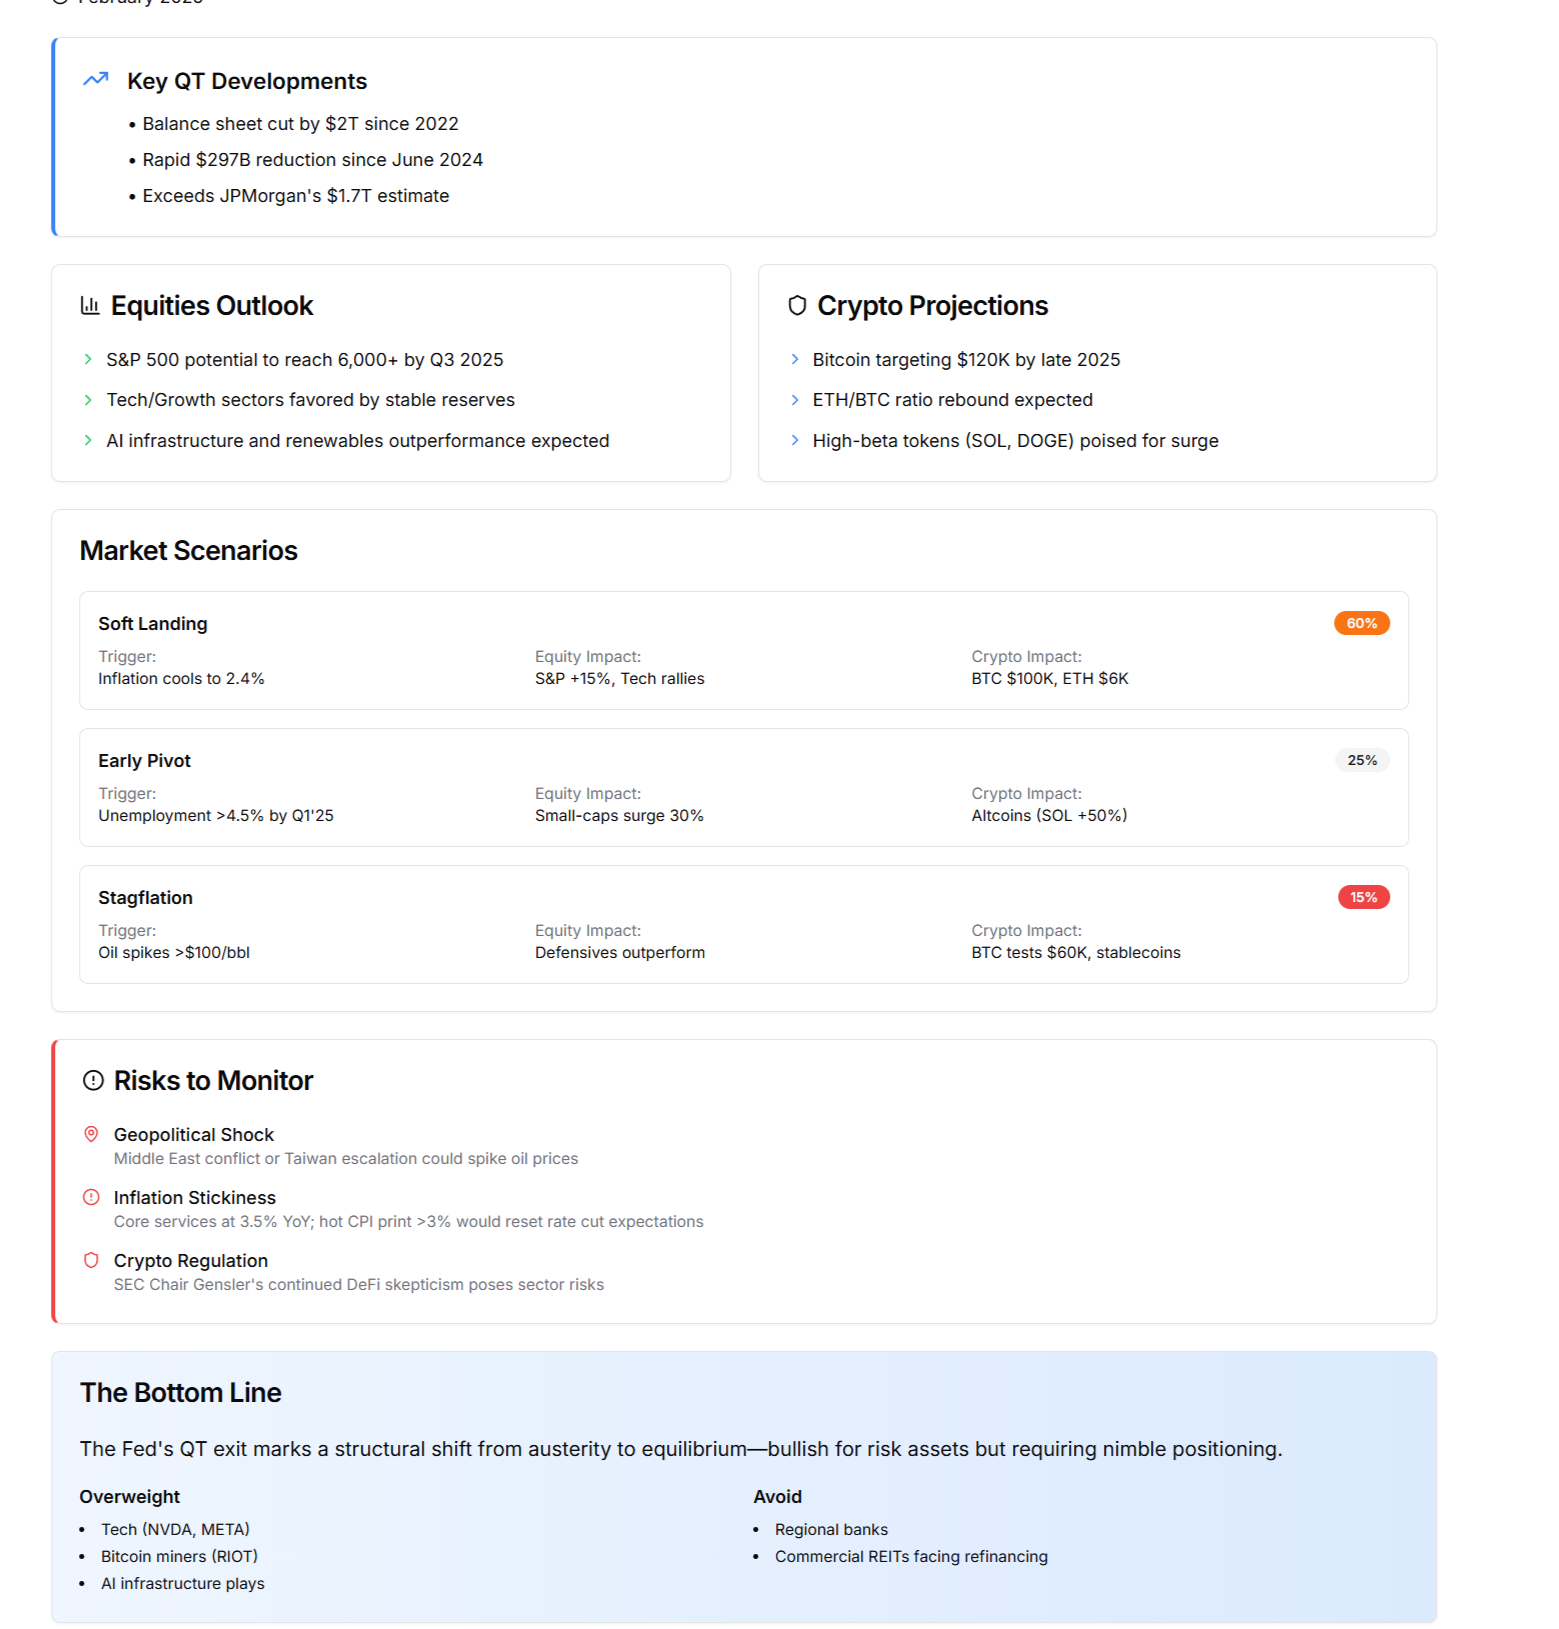 Key QT Developments
• Balance sheet cut by $2T since 2022
• Rapid $297B reduction since June 2024
• Exceeds JPMorgan's $1.7T estimate
Equities Outlook
S&P 500 potential to reach 6,000+ by Q3 2025
Tech/Growth sectors favored by stable reserves
AI infrastructure and renewables outperformance expected
Crypto Projections
Bitcoin targeting $120K by late 2025
ETH/BTC ratio rebound expected
High-beta tokens (SOL, DOGE) poised for surge
Market Scenarios
Soft Landing
60%
Trigger:
Inflation cools to 2.4%
Equity Impact:
S&P +15%, Tech rallies
Crypto Impact:
BTC $100K, ETH $6K
Early Pivot
25%
Trigger:
Unemployment >4.5% by Q1'25
Equity Impact:
Small-caps surge 30%
Crypto Impact:
Altcoins (SOL +50%)
Stagflation
15%
Trigger:
Oil spikes >$100/bbl
Equity Impact:
Defensives outperform
Crypto Impact:
BTC tests $60K, stablecoins
Risks to Monitor
Geopolitical Shock
Middle East conflict or Taiwan escalation could spike oil prices
Inflation Stickiness
Core services at 3.5% YoY; hot CPI print >3% would reset rate cut expectations
Crypto Regulation
SEC Chair Gensler's continued DeFi skepticism poses sector risks
The Bottom Line
The Fed's QT exit marks a structural shift from austerity to equilibrium—bullish for risk assets but requiring nimble positioning.
Overweight
• Tech (NVDA, META)
• Bitcoin miners (RIOT)
• AI infrastructure plays
Avoid
• Regional banks
• Commercial REITs facing refinancing